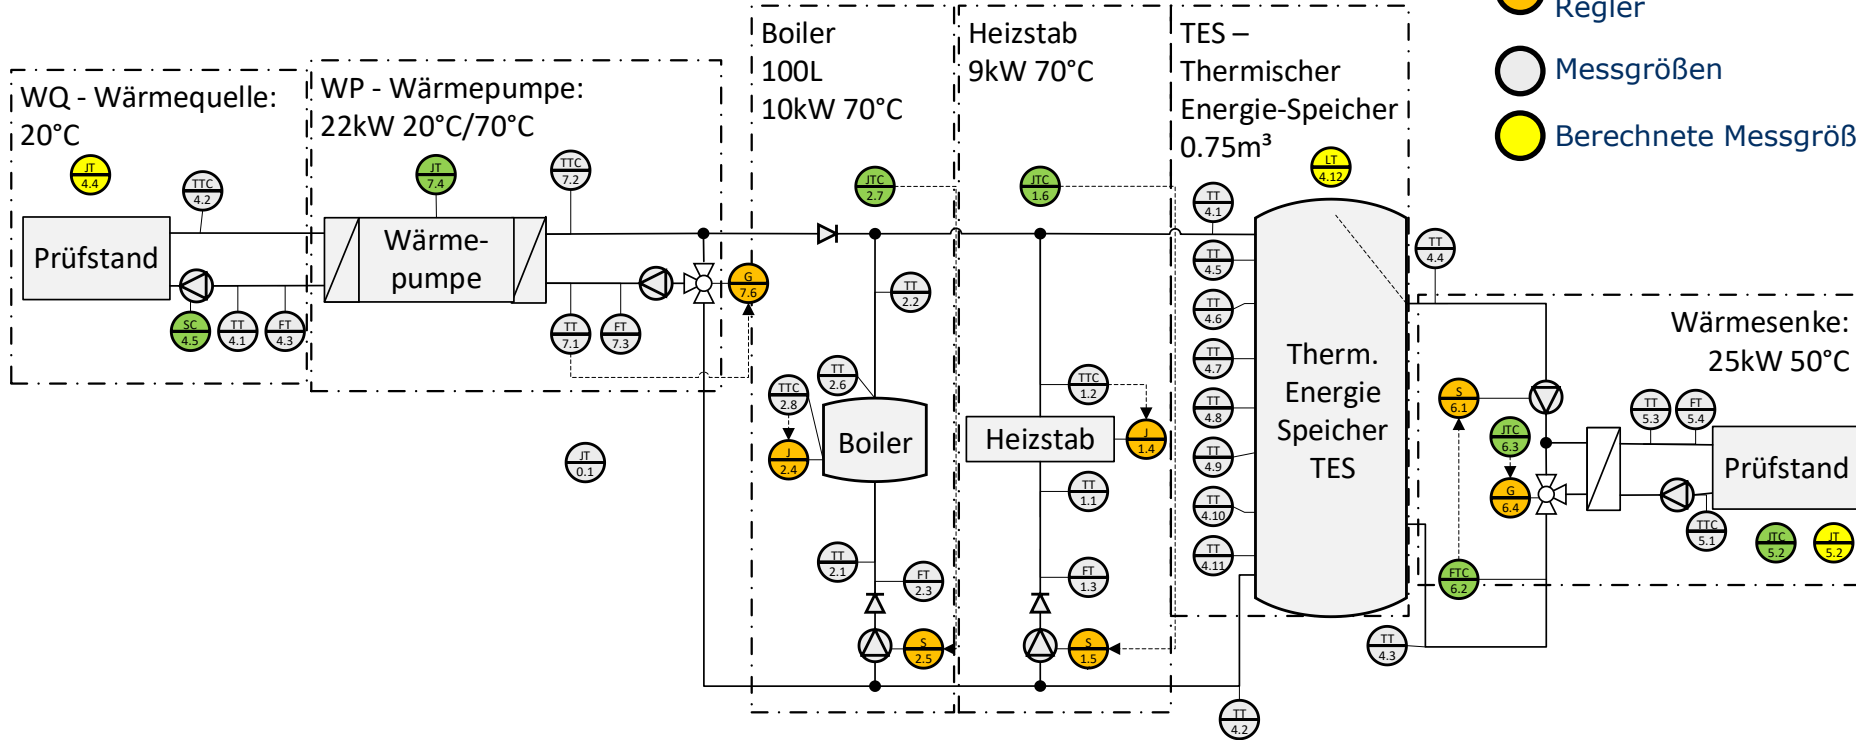 Regler
Messgrößen
Berechnete Messgröß
WQ - Wärmequelle:
20°C
JT
4.4
TTC
4.2
Prüfstand
SC
4.5
TT
4.1
FT
4.3
WP - Wärmepumpe:
22kW 20°C/70°C
JT
7.4
TTC
7.2
Wärme-
pumpe
TT
7.1
FT
7.3
G
7.6
JT
0.1
Boiler
100L
10kW 70°C
JTC
2.7
TT
2.2
TT
2.6
TTC
2.8
J
2.4
Boiler
TT
2.1
FT
2.3
S
2.5
Heizstab
9kW 70°C
JTC
1.6
TTC
1.2
Heizstab
J
1.4
TT
1.1
FT
1.3
S
1.5
TES –
Thermischer
Energie-Speicher
0.75m³
LT
4.12
TT
4.1
TT
4.5
TT
4.6
TT
4.7
TT
4.8
TT
4.9
TT
4.10
TT
4.11
Therm.
Energie
Speicher
TES
TT
4.2
TT
4.4
TT
4.3
Wärmesenke:
25kW 50°C
S
6.1
JTC
6.3
G
6.4
FTC
6.2
TT
5.3
FT
5.4
Prüfstand
TTC
5.1
JTC
5.2
JT
5.2